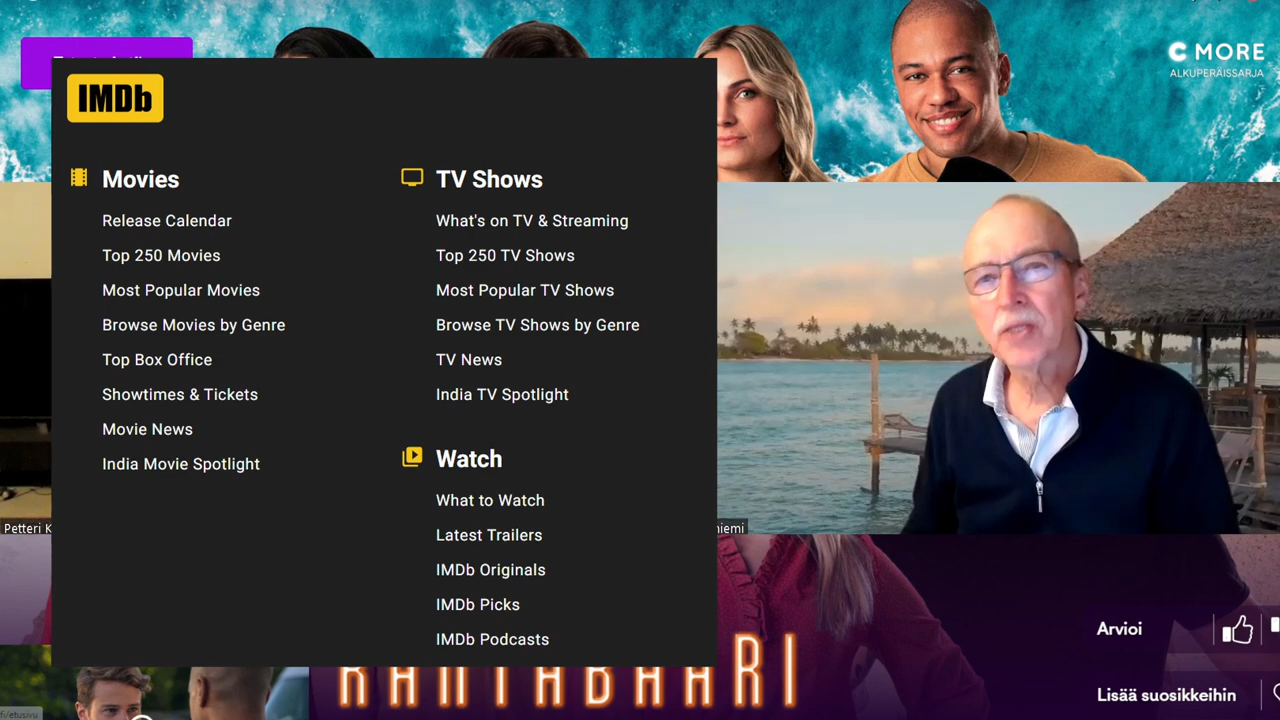 C MORE
ALKUPERÄISSARJA
IMDb
Movies
Release Calendar
Top 250 Movies
Most Popular Movies
Browse Movies by Genre
Top Box Office
Showtimes & Tickets
Movie News
India Movie Spotlight
TV Shows
What's on TV & Streaming
Top 250 TV Shows
Most Popular TV Shows
Browse TV Shows by Genre
TV News
India TV Spotlight
Watch
What to Watch
Latest Trailers
IMDb Originals
IMDb Picks
IMDb Podcasts
Petteri K
niemi
RANTABAARI
Arvioi
Lisää suosikkeihin
fi/etusivu